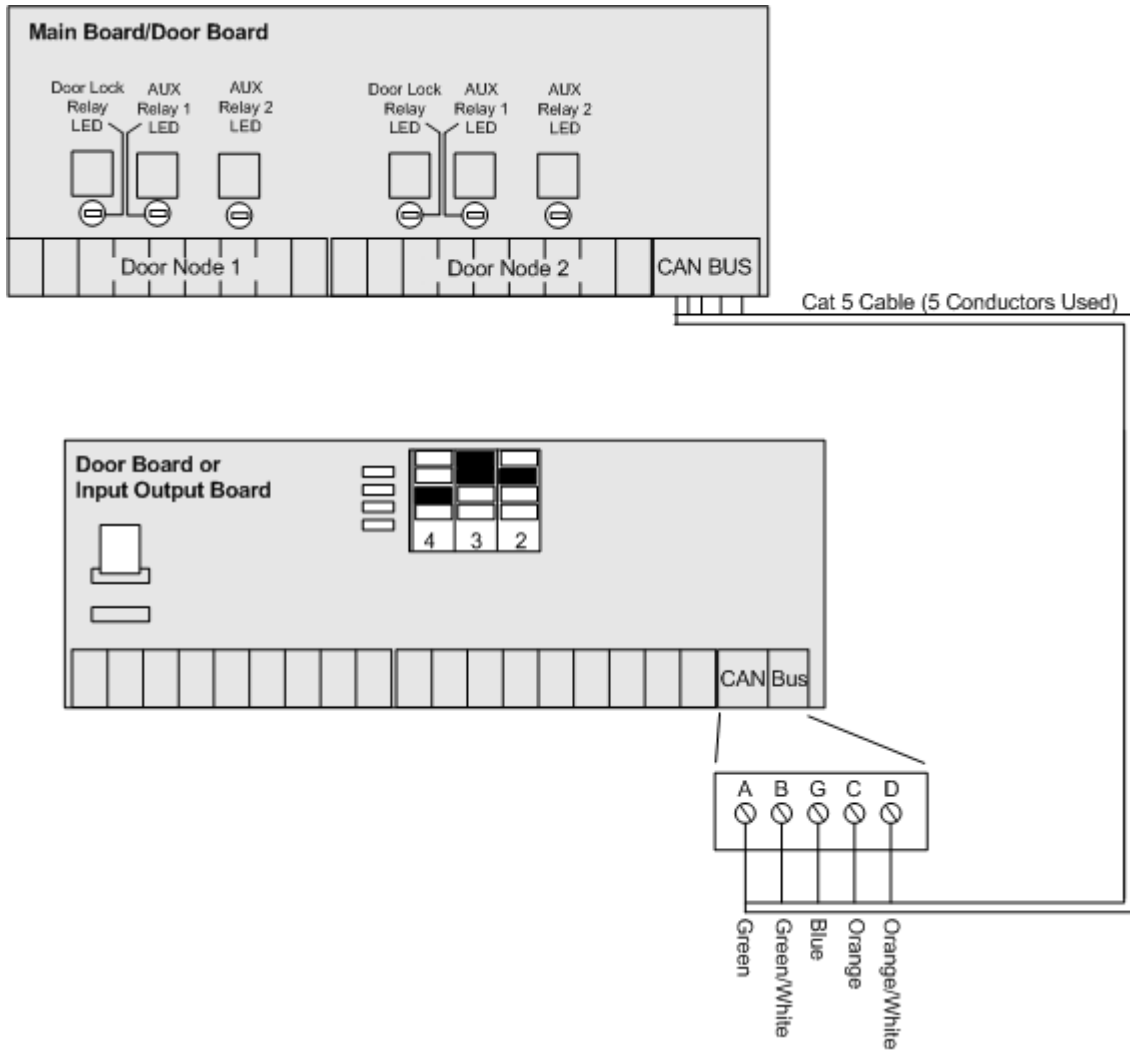 Main Board/Door Board
Door Lock
Relay
LED
AUX
Relay 1
LED
AUX
Relay 2
LED
Door Lock
Relay
LED
AUX
Relay 1
LED
AUX
Relay 2
LED
Door Node 1
Door Node 2
CAN BUS
Cat 5 Cable (5 Conductors Used)
Door Board or
Input Output Board
4 3 2
CAN Bus
A B G C D
Green
Green/White
Blue
Orange
Orange/White